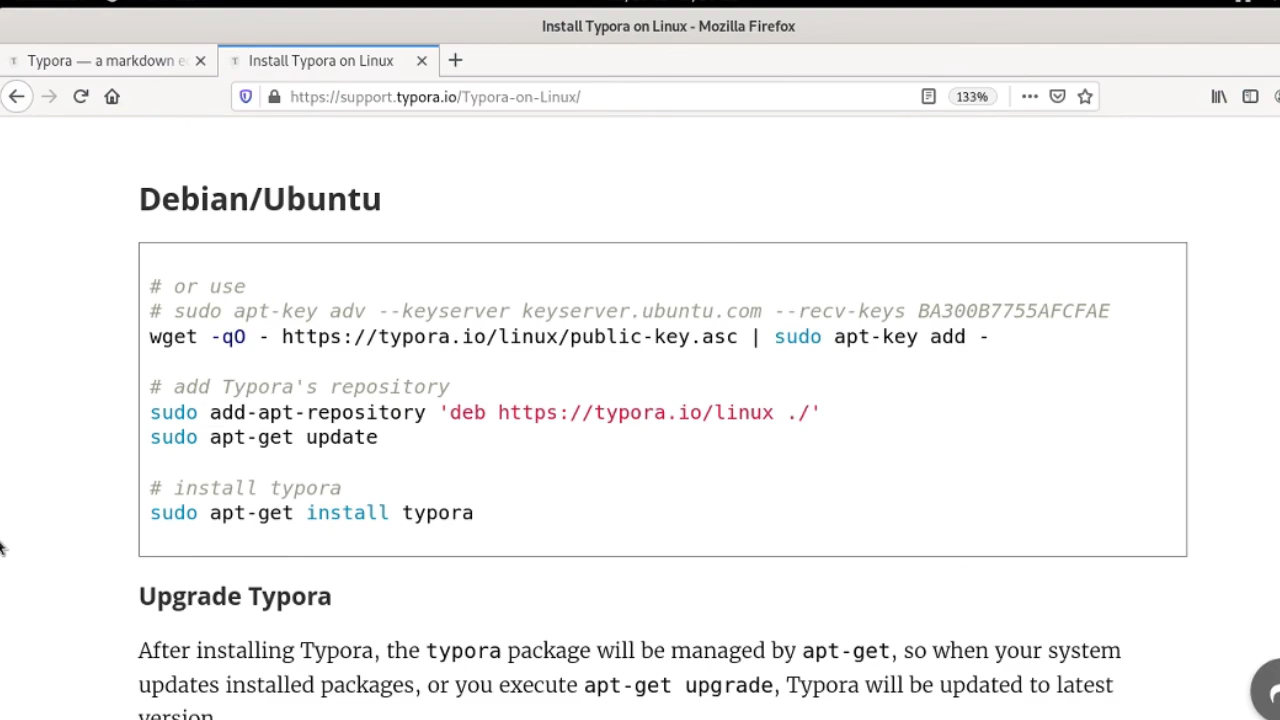 Install Typora on Linux - Mozilla Firefox
Typora — a markdown e
Install Typora on Linux
https://support.typora.io/Typora-on-Linux/
133%
Debian/Ubuntu
# or use
# sudo apt-key adv --keyserver keyserver.ubuntu.com --recv-keys BA300B7755AFCFAE
wget -qO - https://typora.io/linux/public-key.asc | sudo apt-key add -
# add Typora's repository
sudo add-apt-repository 'deb https://typora.io/linux ./'
sudo apt-get update
# install typora
sudo apt-get install typora
Upgrade Typora
After installing Typora, the typora package will be managed by apt-get, so when your system
updates installed packages, or you execute apt-get upgrade, Typora will be updated to latest
version.